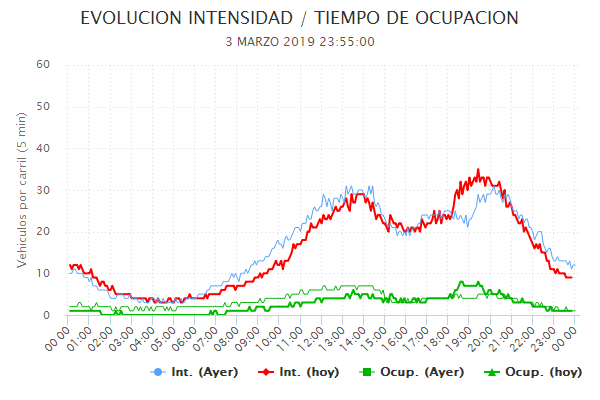 EVOLUCION INTENSIDAD / TIEMPO DE OCUPACION
3 MARZO 2019 23:55:00
Vehiculos por carril (5 min)
60
50
40
30
20
10
0
00:00 01:00 02:00 03:00 04:00 05:00 06:00 07:00 08:00 09:00 10:00 11:00 12:00 13:00 14:00 15:00 16:00 17:00 18:00 19:00 20:00 21:00 22:00 23:00 00:00
Int. (Ayer) Int. (hoy) Ocup. (Ayer) Ocup. (hoy)